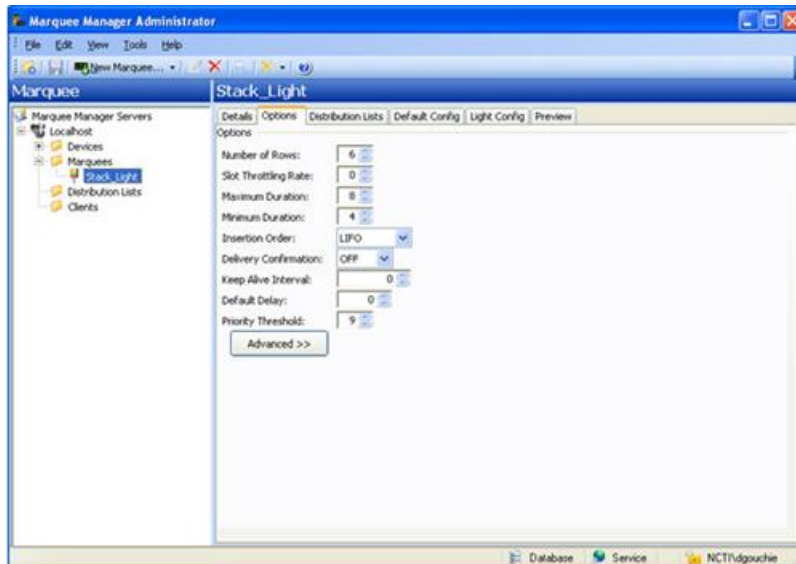 Marquee Manager Administrator
File Edit View Tools Help
New Marquee...
Marquee
Stack_Light
Marquee Manager Servers
Localhost
Devices
Marquees
Stack_Light
Distribution Lists
Clients
Details Options Distribution Lists Default Config Light Config Preview
Options
Number of Rows: 6
Slot Throttling Rate: 0
Maximum Duration: 8
Minimum Duration: 4
Insertion Order: LIFO
Delivery Confirmation: OFF
Keep Alive Interval: 0
Default Delay: 0
Priority Threshold: 9
Advanced >>
Database Service NCTI\dgouchie